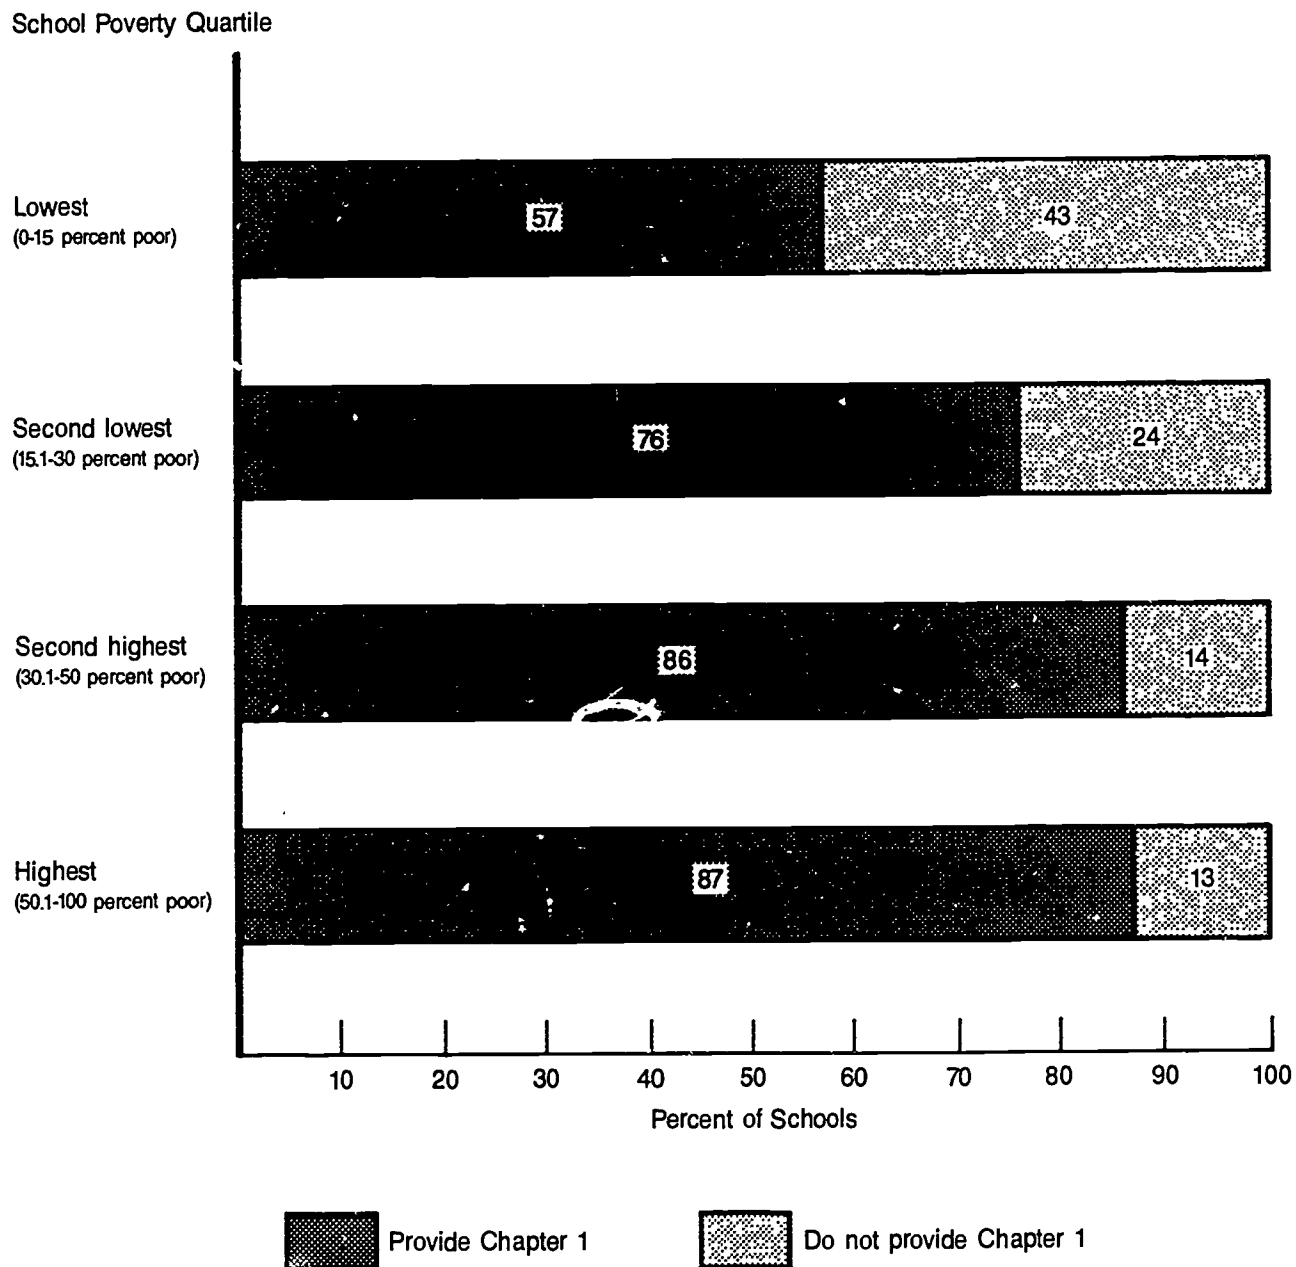 School Poverty Quartile
Lowest
(0-15 percent poor)
57
43
Second lowest
(15.1-30 percent poor)
76
24
Second highest
(30.1-50 percent poor)
86
14
Highest
(50.1-100 percent poor)
87
13
10 20 30 40 50 60 70 80 90 100
Percent of Schools
Provide Chapter 1
Do not provide Chapter 1